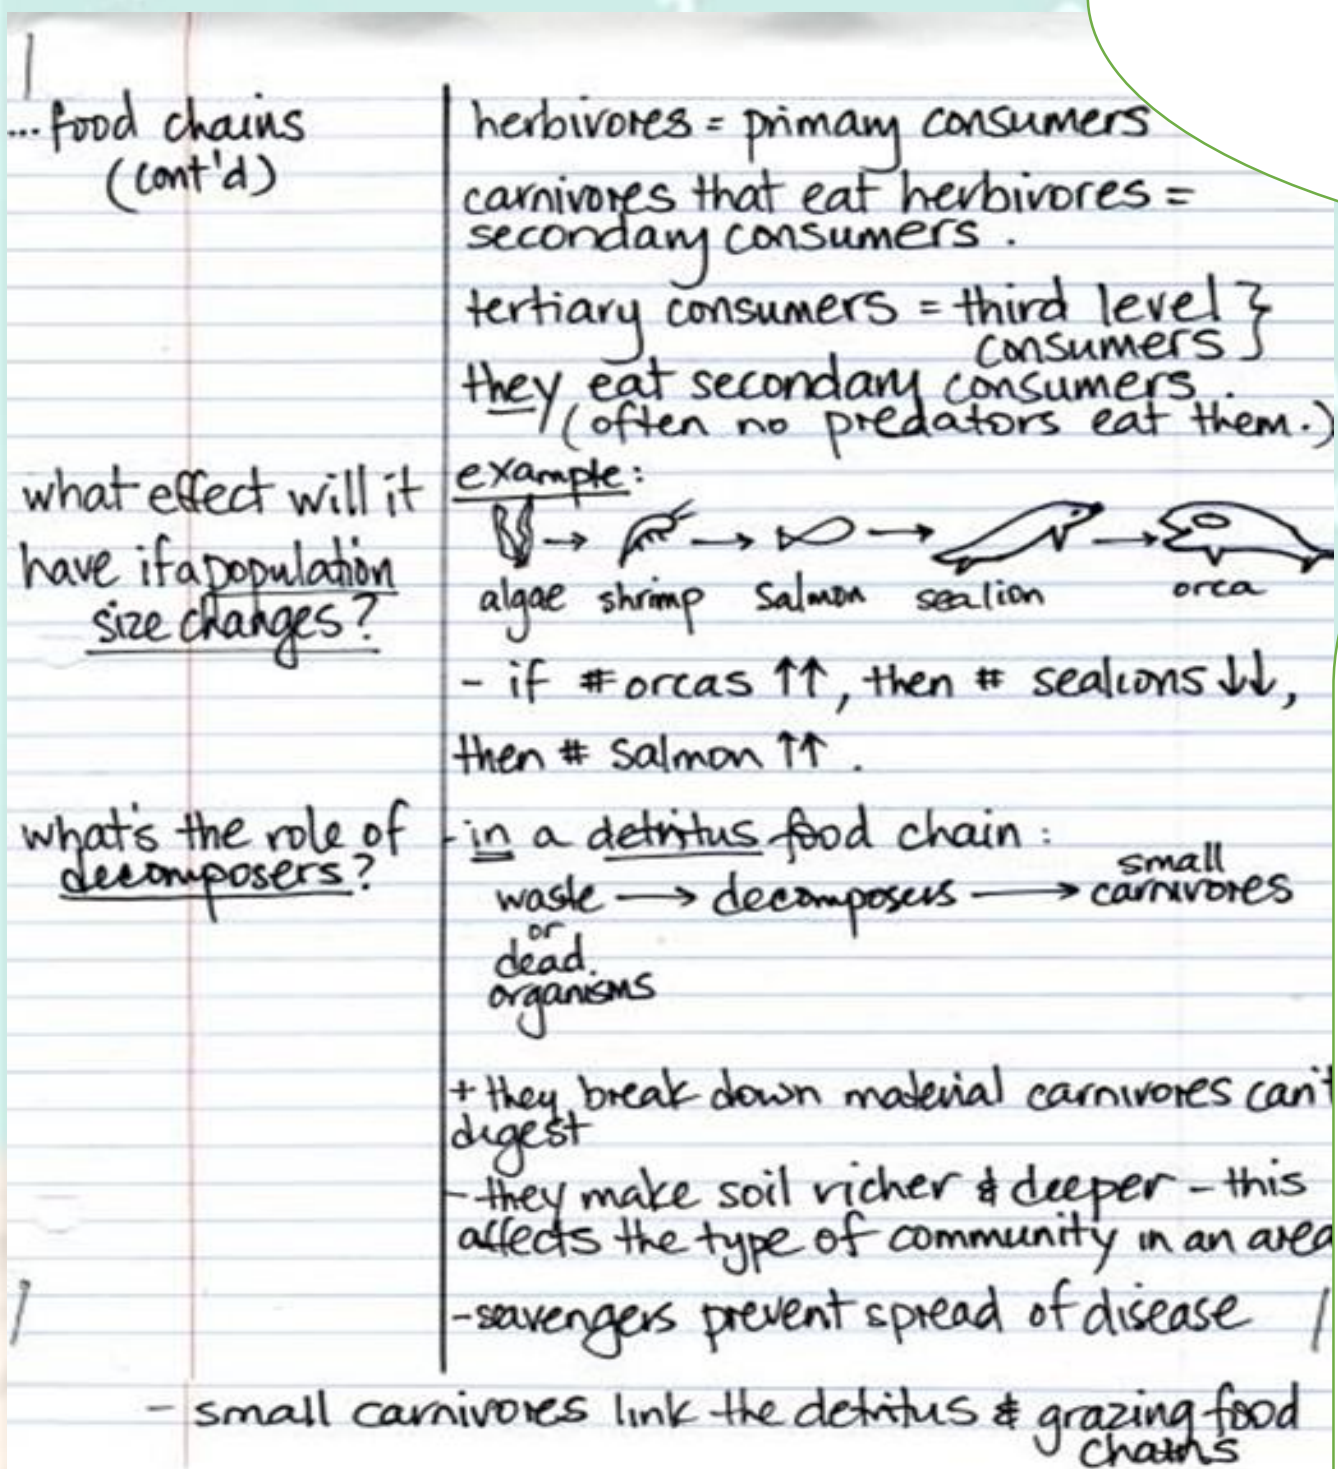 ... food chains
(cont'd)
herbivores = primary consumers
carnivores that eat herbivores =
secondary consumers.
tertiary consumers = third level }
consumers
they eat secondary consumers.
(often no predators eat them.)
what effect will it
have if a population
size changes?
example:
algae → shrimp → salmon → sealion → orca
- if # orcas ↑↑, then # sealions ↓↓,
then # salmon ↑↑.
what's the role of
decomposers?
- in a detritus food chain:
waste → decomposers → small
carnivores
or
dead
organisms
+ they break down material carnivores can't
digest
- they make soil richer & deeper - this
affects the type of community in an area
- scavengers prevent spread of disease
- small carnivores link the detritus & grazing food
chains